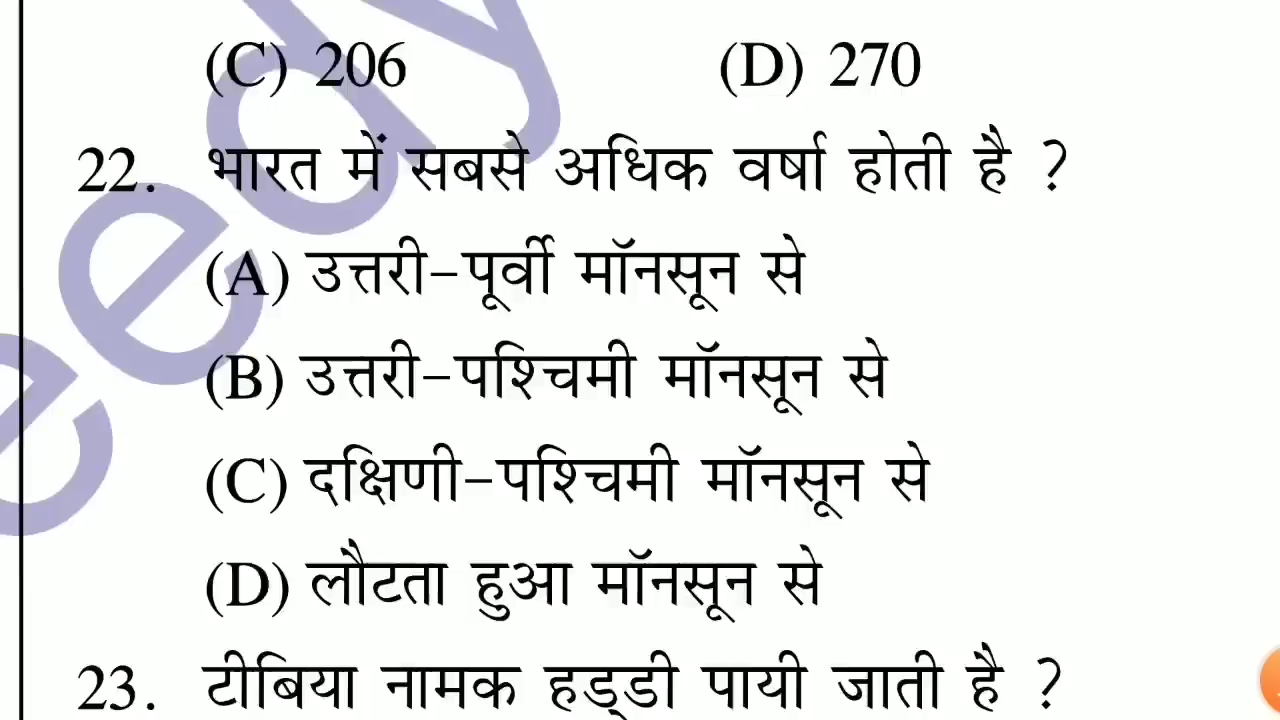 (C) 206 (D) 270
22. भारत में सबसे अधिक वर्षा होती है ?
(A) उत्तरी-पूर्वी मॉनसून से
(B) उत्तरी-पश्चिमी मॉनसून से
(C) दक्षिणी-पश्चिमी मॉनसून से
(D) लौटता हुआ मॉनसून से
23. टीबिया नामक हड्डी पायी जाती है ?